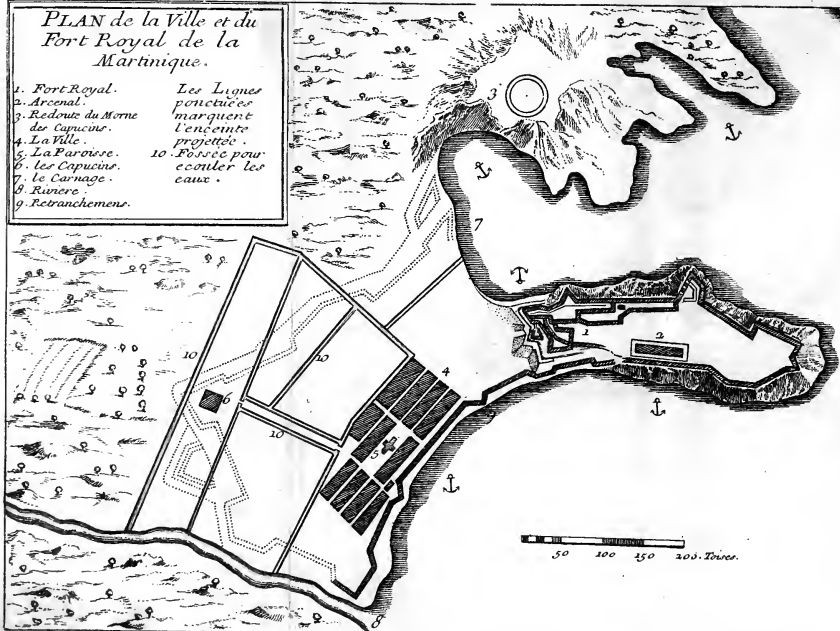 PLAN de la Ville et du
Fort Royal de la
Martinique.
1. Fort Royal.
2. Arcenal.
3. Redoute du Morne
des Capucins.
4. La Ville.
5. La Paroisse.
6. les Capucins.
7. le Carnage.
8. Riviere.
9. Retranchemens.
Les Lignes
ponctuées
marquent
l'enceinte
projettée.
10. Fossée pour
ecouler les
eaux.
3
7
1
2
10
10
4
6
10
5
9
50 100 150 200. Toises.
8